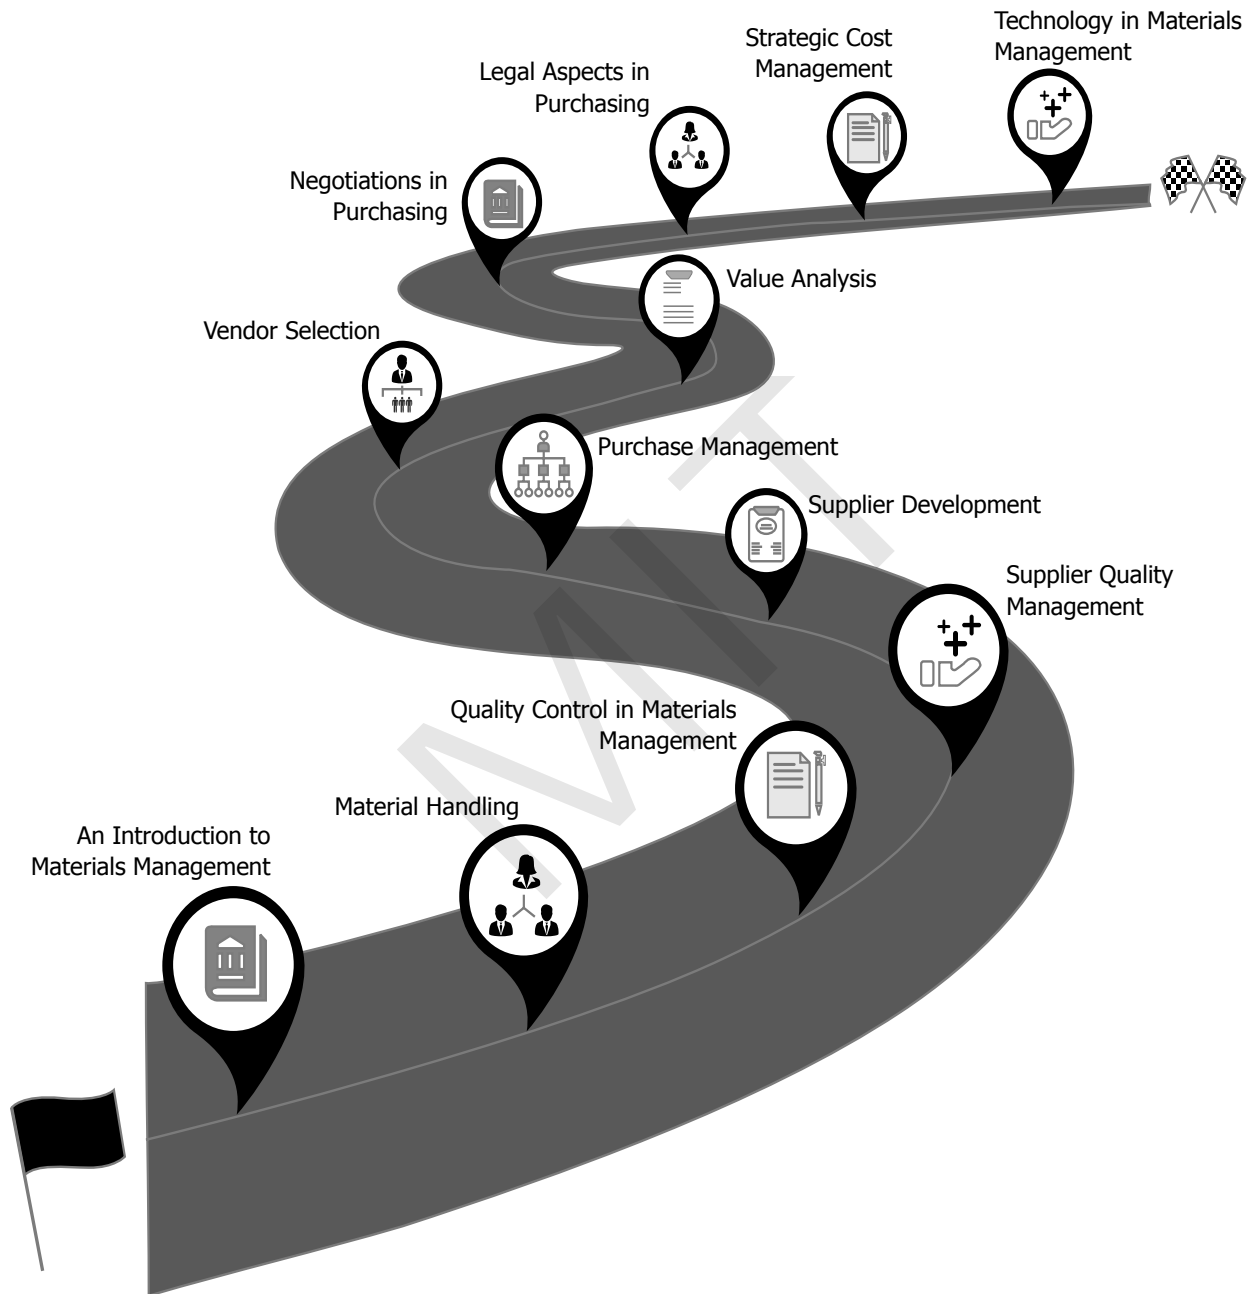 Technology in Materials
Management
Strategic Cost
Management
Legal Aspects in
Purchasing
Negotiations in
Purchasing
Value Analysis
Vendor Selection
Purchase Management
Supplier Development
Supplier Quality
Management
Quality Control in Materials
Management
Material Handling
An Introduction to
Materials Management
MIT